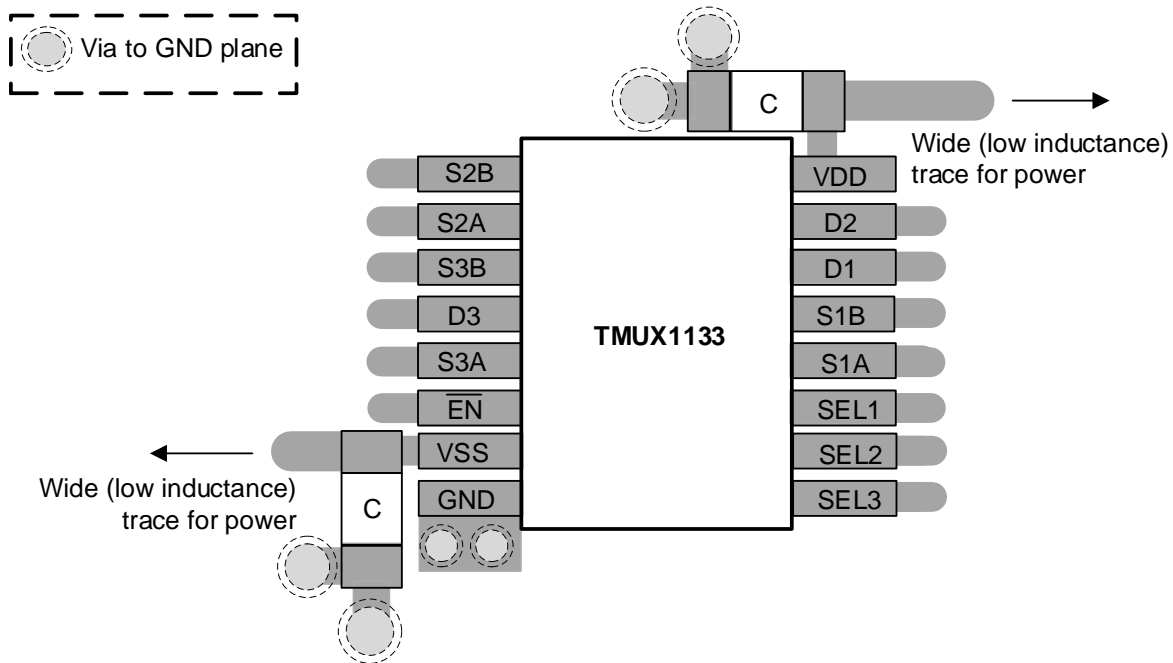 Via to GND plane
C
Wide (low inductance)
trace for power
S2B
S2A
S3B
D3
S3A
EN
VSS
GND
TMUX1133
VDD
D2
D1
S1B
S1A
SEL1
SEL2
SEL3
Wide (low inductance)
trace for power
C